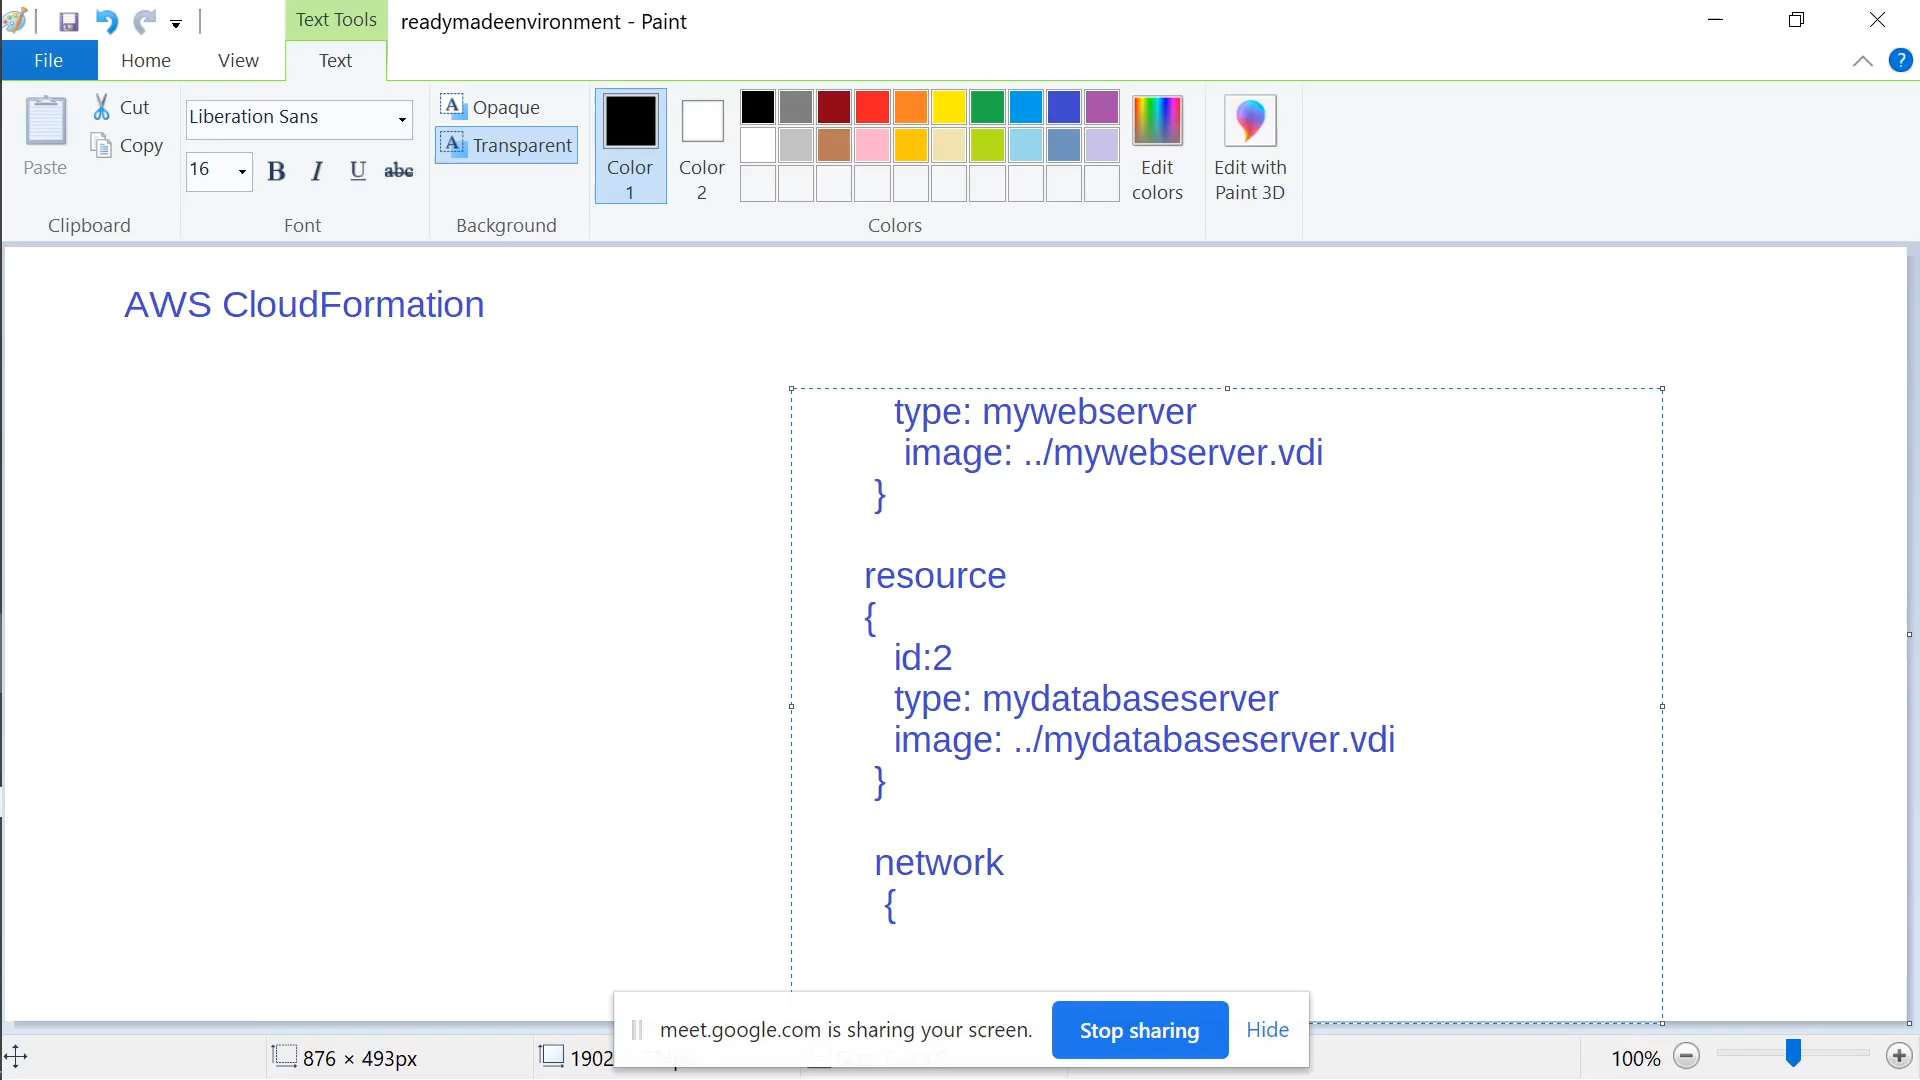 Text Tools
readymadeenvironment - Paint
File
Home
View
Text
?
Paste
Cut
Copy
Clipboard
Liberation Sans
16
B I U abc
Font
A Opaque
A Transparent
Background
Color 1
Color 2
Edit colors
Colors
Edit with Paint 3D
AWS CloudFormation
type: mywebserver
image: ../mywebserver.vdi
}
resource
{
id:2
type: mydatabaseserver
image: ../mydatabaseserver.vdi
}
network
{
meet.google.com is sharing your screen.
Stop sharing
Hide
876 × 493px
1902
100%